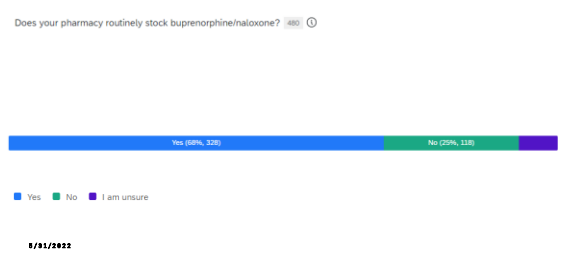 Does your pharmacy routinely stock buprenorphine/naloxone? 480
Yes (68%, 328) No (25%, 118)
Yes No I am unsure
5/31/2022